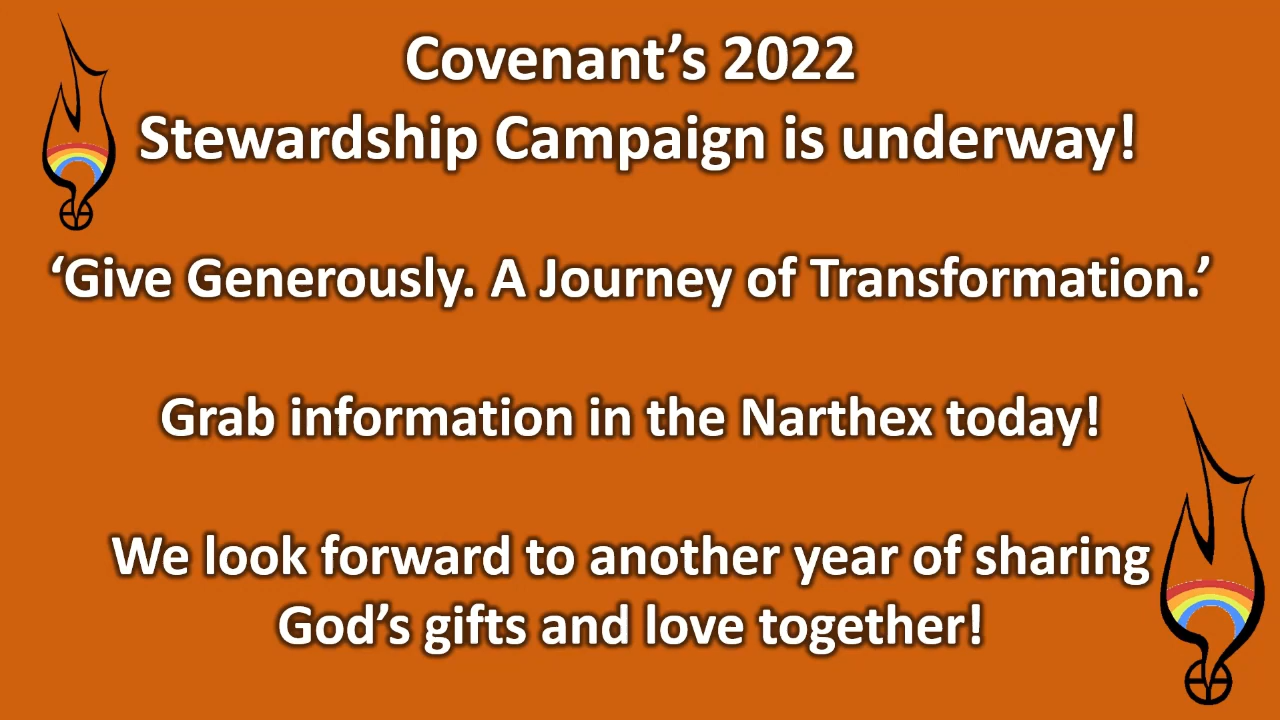 Covenant’s 2022
Stewardship Campaign is underway!
‘Give Generously. A Journey of Transformation.’
Grab information in the Narthex today!
We look forward to another year of sharing
God’s gifts and love together!